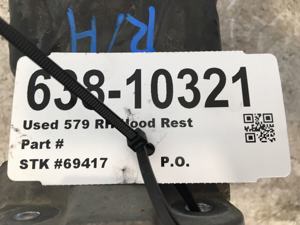 R/H
638-10321
Used 579 RH Hood Rest
Part #
STK #69417 P.O.